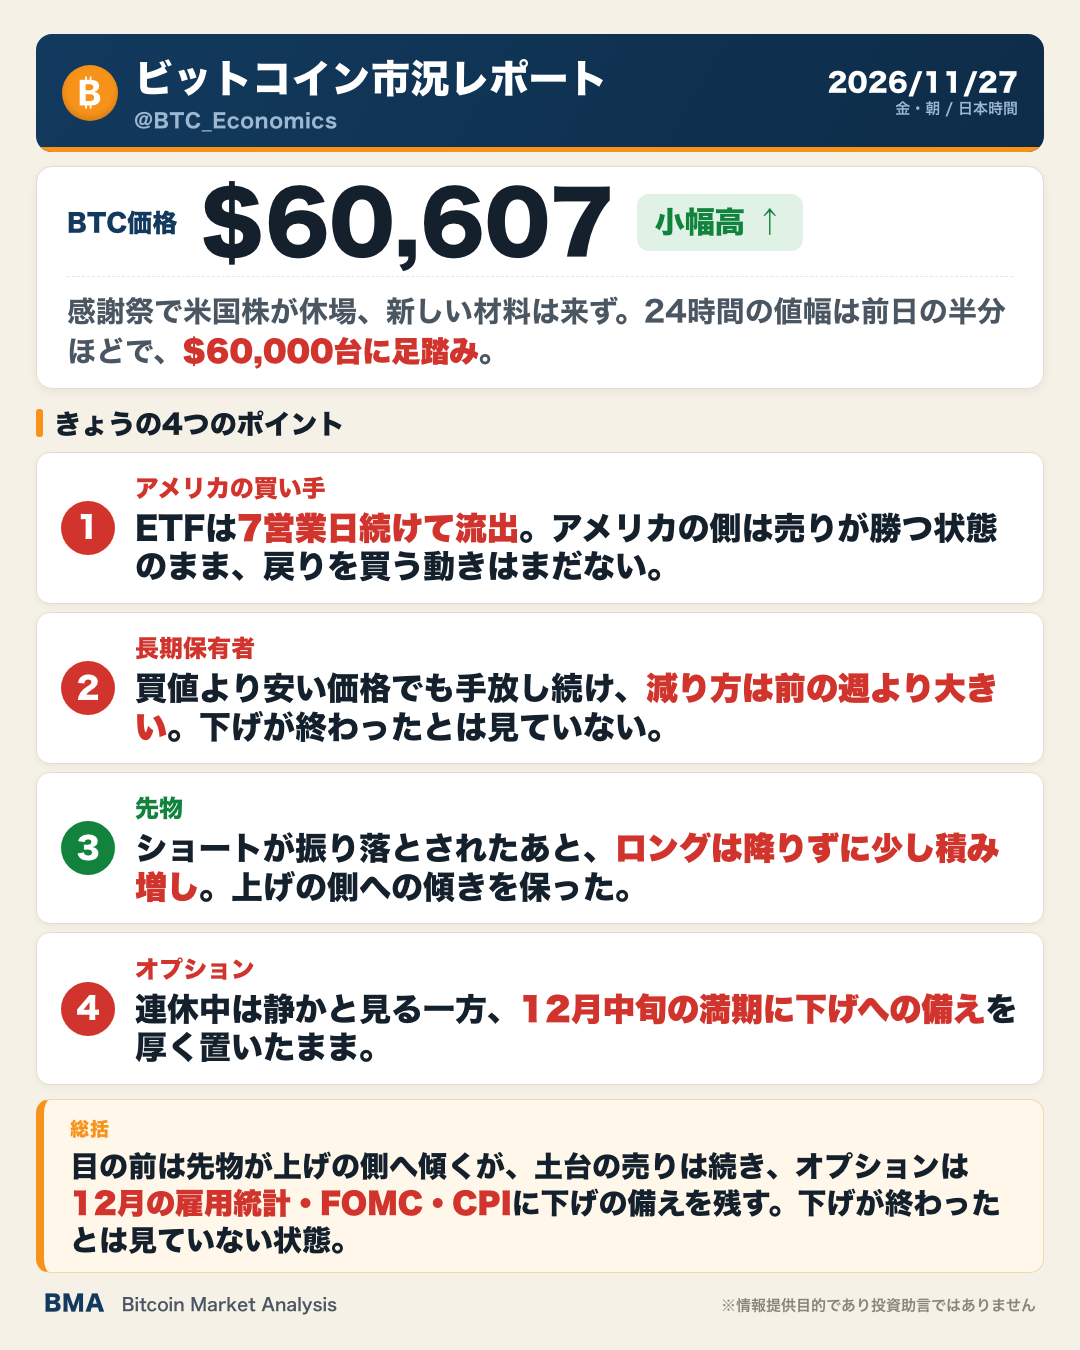 ビットコイン市況レポート
@BTC_Economics
2026/11/27
金・朝 / 日本時間
BTC価格 $60,607 小幅高 ↑
感謝祭で米国株が休場、新しい材料は来ず。24時間の値幅は前日の半分
ほどで、$60,000台に足踏み。
きょうの4つのポイント
1
アメリカの買い手
ETFは7営業日続けて流出。アメリカの側は売りが勝つ状態
のまま、戻りを買う動きはまだない。
2
長期保有者
買値より安い価格でも手放し続け、減り方は前の週より大き
い。下げが終わったとは見ていない。
3
先物
ショートが振り落とされたあと、ロングは降りずに少し積み
増し。上げの側への傾きを保った。
4
オプション
連休中は静かと見る一方、12月中旬の満期に下げへの備えを
厚く置いたまま。
総括
目の前は先物が上げの側へ傾くが、土台の売りは続き、オプションは
12月の雇用統計・FOMC・CPIに下げの備えを残す。下げが終わった
とは見ていない状態。
BMA Bitcoin Market Analysis
※情報提供目的であり投資助言ではありません